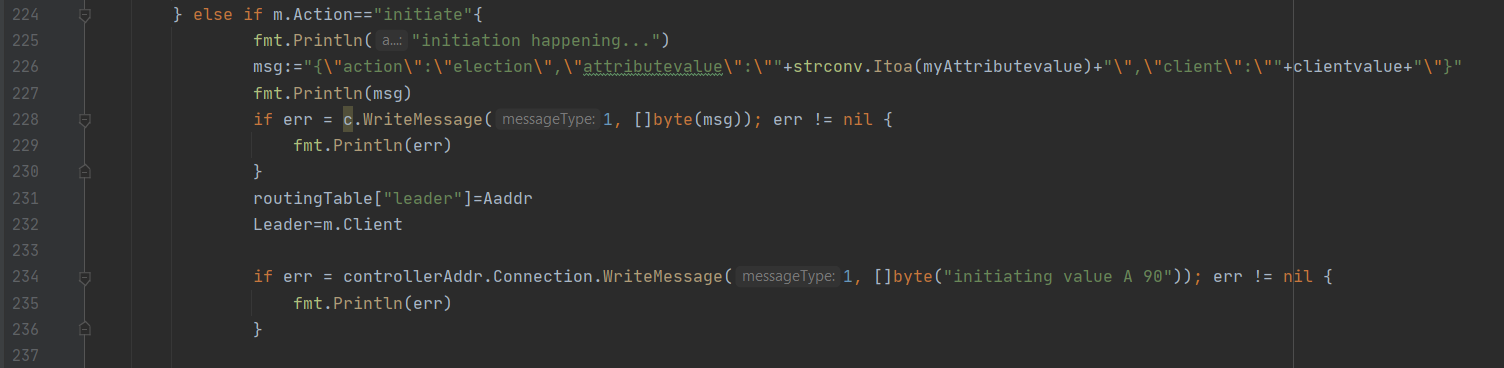 224 } else if m.Action=="initiate"{
225 fmt.Println( a...: "initiation happening...")
226 msg:="{\"action\":\"election\",\"attributevalue\":\""+strconv.Itoa(myAttributevalue)+"\",\"client\":\""+clientvalue+"\"}"
227 fmt.Println(msg)
228 if err = c.WriteMessage( messageType: 1, []byte(msg)); err != nil {
229 fmt.Println(err)
230 }
231 routingTable["leader"]=Aaddr
232 Leader=m.Client
233
234 if err = controllerAddr.Connection.WriteMessage( messageType: 1, []byte("initiating value A 90")); err != nil {
235 fmt.Println(err)
236 }
237